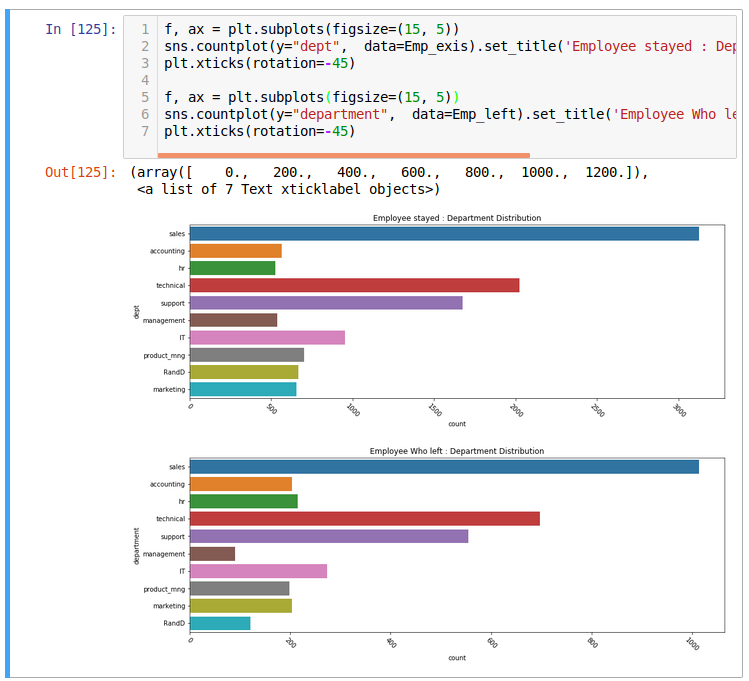 In [125]:
1 f, ax = plt.subplots(figsize=(15, 5))
2 sns.countplot(y="dept",  data=Emp_exis).set_title('Employee stayed : Dep
3 plt.xticks(rotation=-45)
4
5 f, ax = plt.subplots(figsize=(15, 5))
6 sns.countplot(y="department",  data=Emp_left).set_title('Employee Who le
7 plt.xticks(rotation=-45)
Out[125]: (array([    0.,   200.,   400.,   600.,   800.,  1000.,  1200.]),
<a list of 7 Text xticklabel objects>)
Employee stayed : Department Distribution
sales
accounting
hr
technical
support
management
IT
product_mng
RandD
marketing
dept
0 500 1000 1500 2000 2500 3000
count
Employee Who left : Department Distribution
sales
accounting
hr
technical
support
management
IT
product_mng
marketing
RandD
department
0 200 400 600 800 1000
count